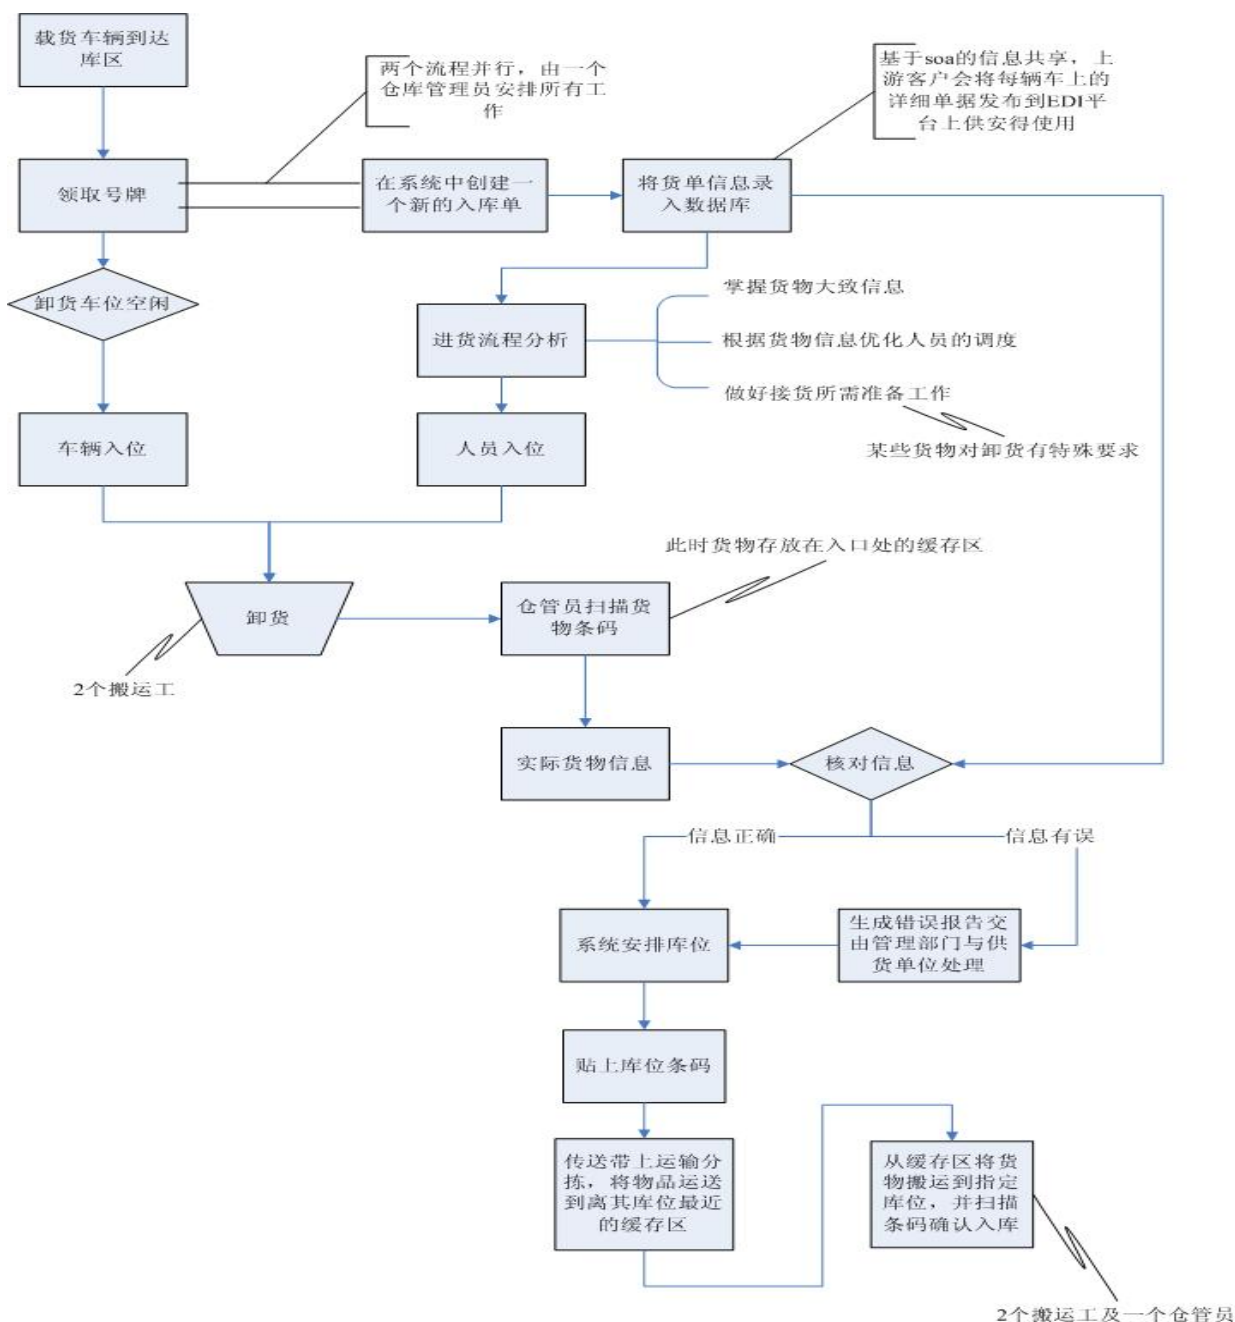 载货车辆到达
库区
两个流程并行，由一个
仓库管理员安排所有工
作
基于soa的信息共享，上
游客户会将每辆车上的
详细单据发布到EDI平
台上供安得使用
领取号牌
在系统中创建一
个新的入库单
将货单信息录
入数据库
卸货车位空闲
进货流程分析
掌握货物大致信息
根据货物信息优化人员的调度
做好接货所需准备工作
某些货物对卸货有特殊要求
车辆入位
人员入位
此时货物存放在入口处的缓存区
卸货
仓管员扫描货
物条码
2个搬运工
实际货物信息
核对信息
信息正确
信息有误
系统安排库位
生成错误报告交
由管理部门与供
货单位处理
贴上库位条码
传送带上运输分
拣，将物品运送
到离其库位最近
的缓存区
从缓存区将货
物搬运到指定
库位，并扫描
条码确认入库
2个搬运工及一个仓管员